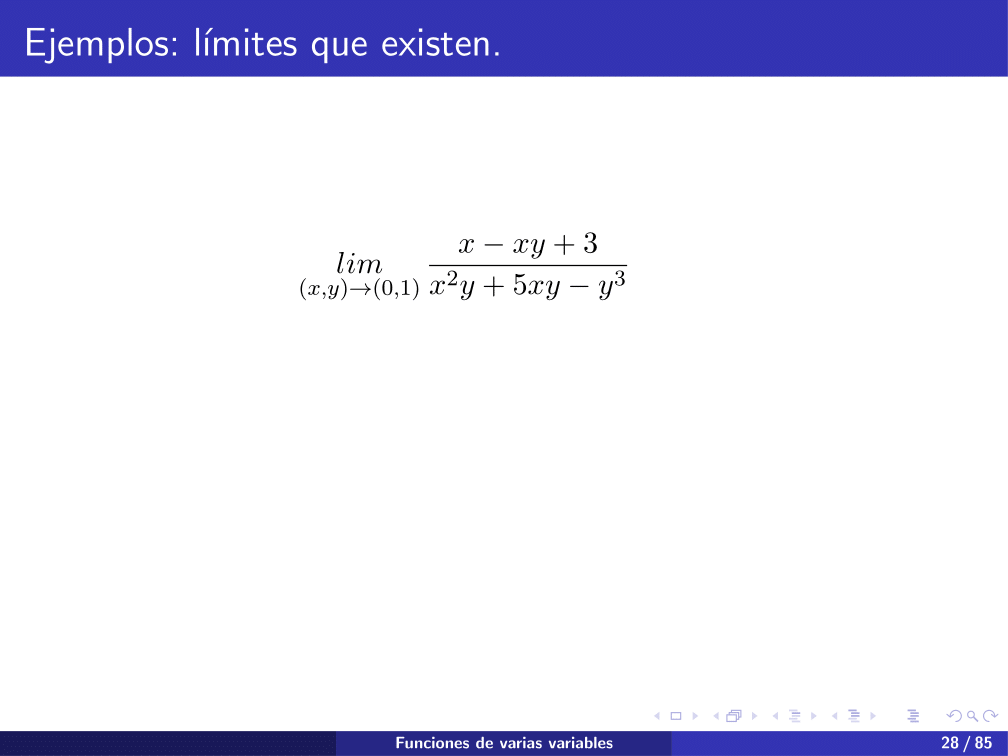 Ejemplos: límites que existen.
x − xy + 3
lim
(x,y)→(0,1) x²y + 5xy − y³
Funciones de varias variables
28 / 85